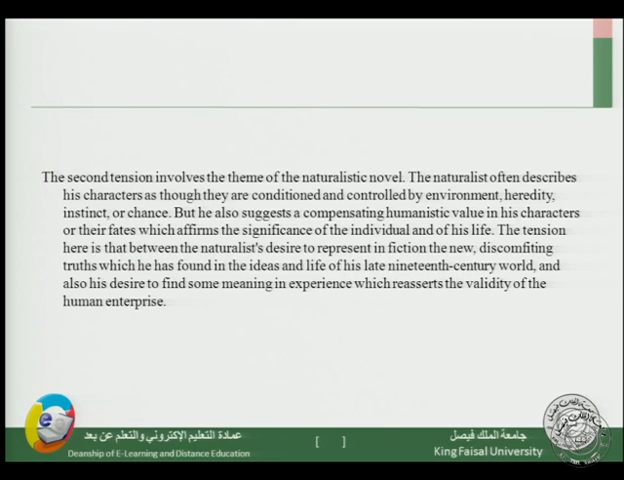 The second tension involves the theme of the naturalistic novel. The naturalist often describes
his characters as though they are conditioned and controlled by environment, heredity,
instinct, or chance. But he also suggests a compensating humanistic value in his characters
or their fates which affirms the significance of the individual and of his life. The tension
here is that between the naturalist's desire to represent in fiction the new, discomfiting
truths which he has found in the ideas and life of his late nineteenth-century world, and
also his desire to find some meaning in experience which reasserts the validity of the
human enterprise.
عمادة التعليم الإكتروني والتعلم عن بعد
Deanship of E-Learning and Distance Education
[ ]
جامعة الملك فيصل
King Faisal University